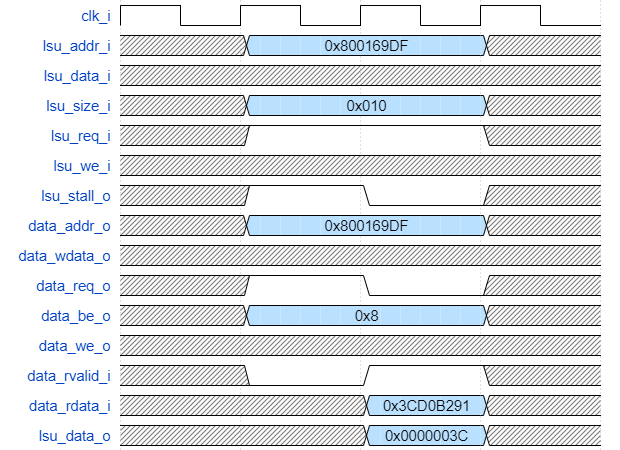 clk_i
lsu_addr_i 0x800169DF
lsu_data_i
lsu_size_i 0x010
lsu_req_i
lsu_we_i
lsu_stall_o
data_addr_o 0x800169DF
data_wdata_o
data_req_o
data_be_o 0x8
data_we_o
data_rvalid_i
data_rdata_i 0x3CD0B291
lsu_data_o 0x0000003C